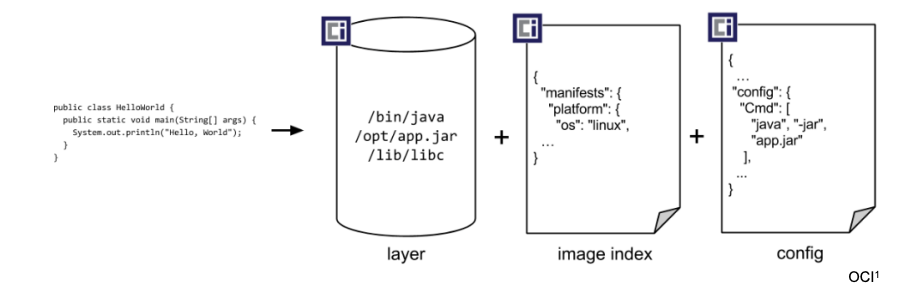 public class HelloWorld {
  public static void main(String[] args) {
    System.out.println("Hello, World");
  }
}
Ci
/bin/java
/opt/app.jar
/lib/libc
layer
+
Ci
{
  "manifests": {
    "platform": {
      "os": "linux",
  ...
}
image index
+
Ci
{
  ...
  "config": {
    "Cmd": [
      "java", "-jar",
      "app.jar"
    ],
  ...
}
config
OCI¹